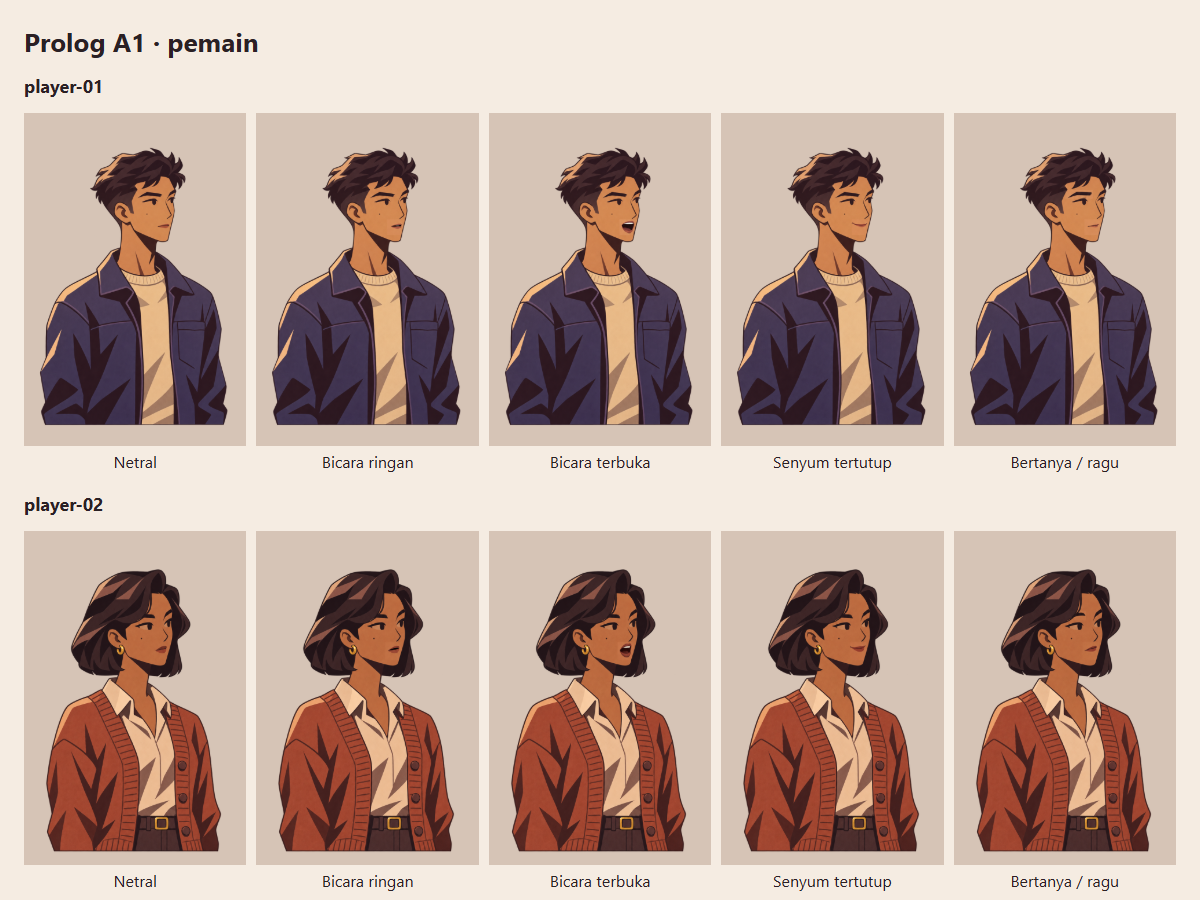 Prolog A1 · pemain
player-01
Netral
Bicara ringan
Bicara terbuka
Senyum tertutup
Bertanya / ragu
player-02
Netral
Bicara ringan
Bicara terbuka
Senyum tertutup
Bertanya / ragu